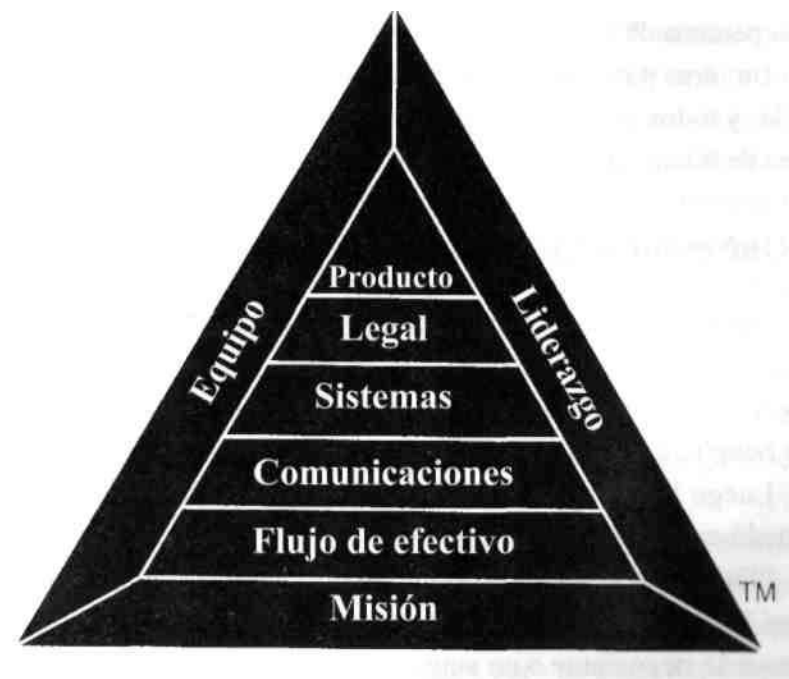 Producto
Legal
Equipo
Liderazgo
Sistemas
Comunicaciones
Flujo de efectivo
Misión
TM